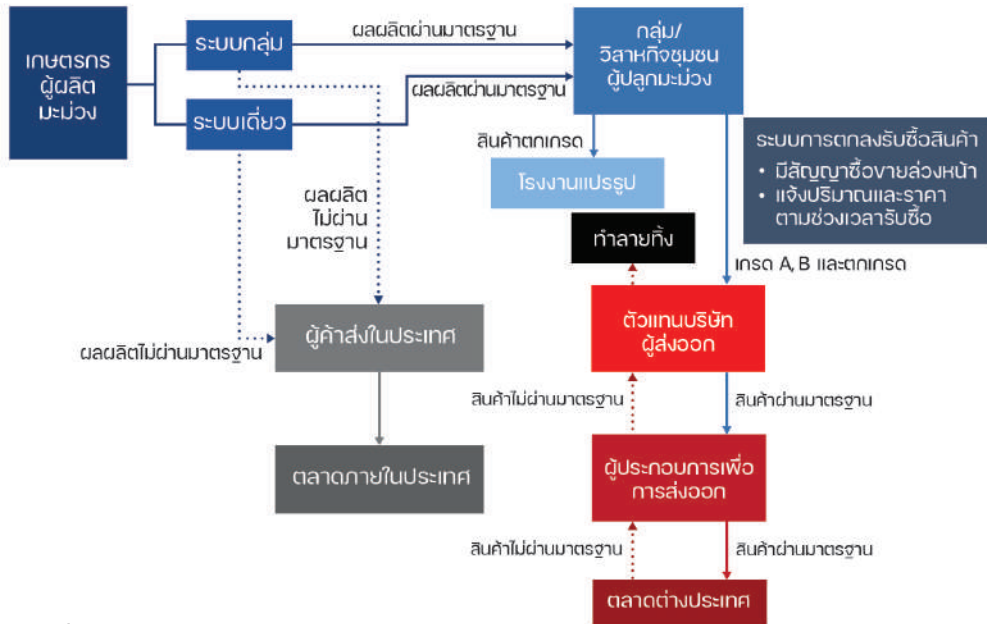 เกษตรกร
ผู้ผลิต
มะม่วง
ระบบกลุ่ม
ระบบเดี่ยว
ผลผลิตผ่านมาตรฐาน
ผลผลิตผ่านมาตรฐาน
กลุ่ม/
วิสาหกิจชุมชน
ผู้ปลูกมะม่วง
สินค้าตกเกรด
โรงงานแปรรูป
ระบบการตกลงรับซื้อสินค้า
• มีสัญญาซื้อขายล่วงหน้า
• แจ้งปริมาณและราคา
ตามช่วงเวลารับซื้อ
ผลผลิต
ไม่ผ่าน
มาตรฐาน
ทำลายทิ้ง
เกรด A, B และตกเกรด
ผู้ค้าส่งในประเทศ
ผลผลิตไม่ผ่านมาตรฐาน
ตัวแทนบริษัท
ผู้ส่งออก
สินค้าไม่ผ่านมาตรฐาน
สินค้าผ่านมาตรฐาน
ตลาดภายในประเทศ
ผู้ประกอบการเพื่อ
การส่งออก
สินค้าไม่ผ่านมาตรฐาน
สินค้าผ่านมาตรฐาน
ตลาดต่างประเทศ